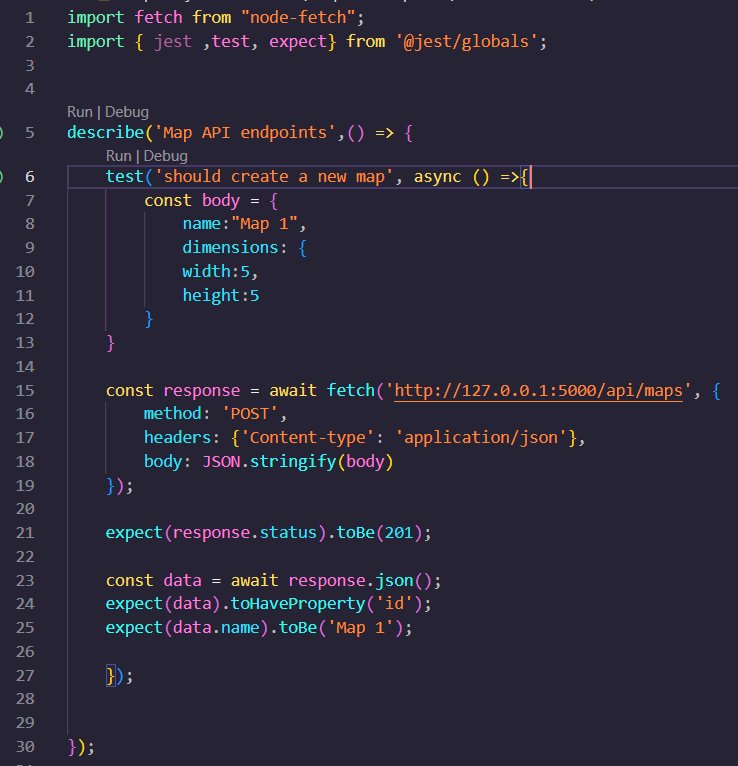 1 import fetch from "node-fetch";
2 import { jest ,test, expect} from '@jest/globals';
3
4
Run | Debug
5 describe('Map API endpoints',() => {
Run | Debug
6 test('should create a new map', async () =>{
7 const body = {
8 name:"Map 1",
9 dimensions: {
10 width:5,
11 height:5
12 }
13 }
14
15 const response = await fetch('http://127.0.0.1:5000/api/maps', {
16 method: 'POST',
17 headers: {'Content-type': 'application/json'},
18 body: JSON.stringify(body)
19 });
20
21 expect(response.status).toBe(201);
22
23 const data = await response.json();
24 expect(data).toHaveProperty('id');
25 expect(data.name).toBe('Map 1');
26
27 });
28
29
30 });